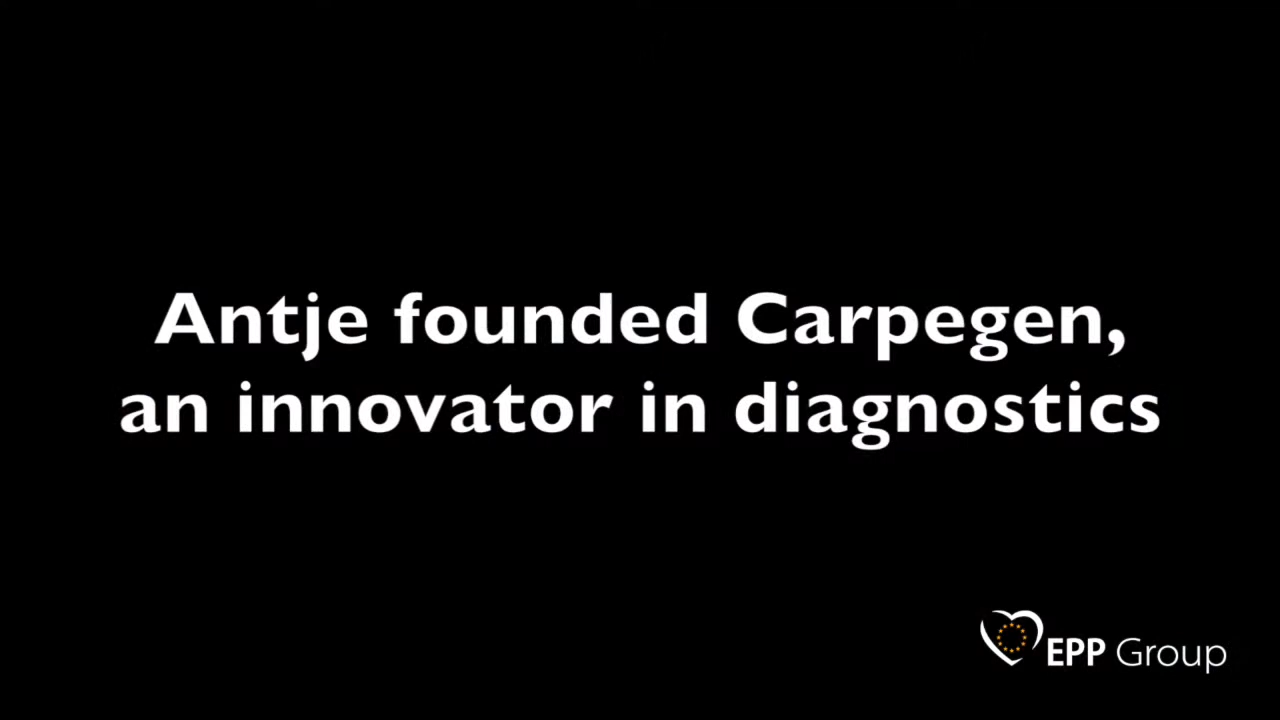 Antje founded Carpegen,
an innovator in diagnostics
EPP Group